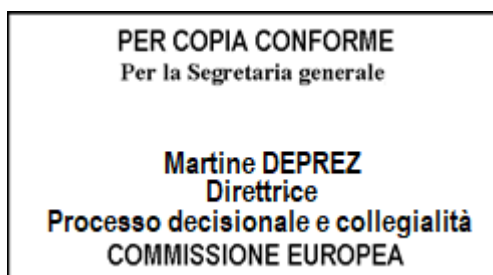 PER COPIA CONFORME
Per la Segretaria generale
Martine DEPREZ
Direttrice
Processo decisionale e collegialità
COMMISSIONE EUROPEA